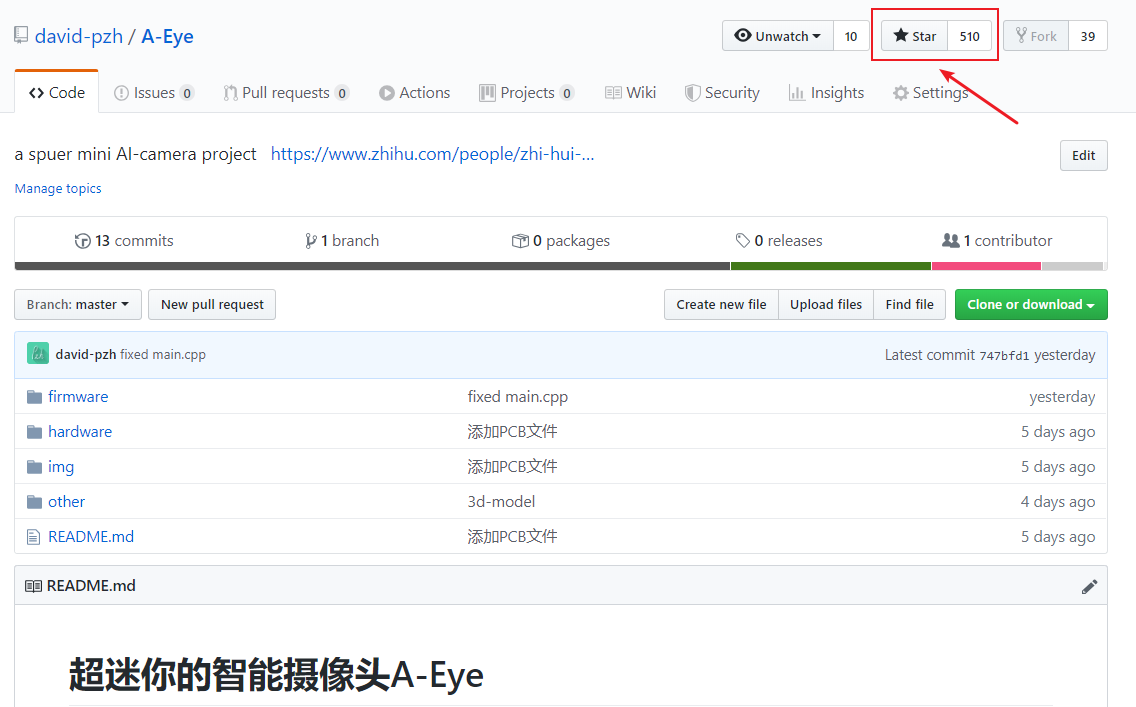 david-pzh / A-Eye
Unwatch 10 Star 510 Fork 39
Code Issues 0 Pull requests 0 Actions Projects 0 Wiki Security Insights Settings
a spuer mini AI-camera project https://www.zhihu.com/people/zhi-hui-...
Edit
Manage topics
13 commits 1 branch 0 packages 0 releases 1 contributor
Branch: master New pull request Create new file Upload files Find file Clone or download
david-pzh fixed main.cpp Latest commit 747bfd1 yesterday
firmware fixed main.cpp yesterday
hardware 添加PCB文件 5 days ago
img 添加PCB文件 5 days ago
other 3d-model 4 days ago
README.md 添加PCB文件 5 days ago
README.md
超迷你的智能摄像头A-Eye